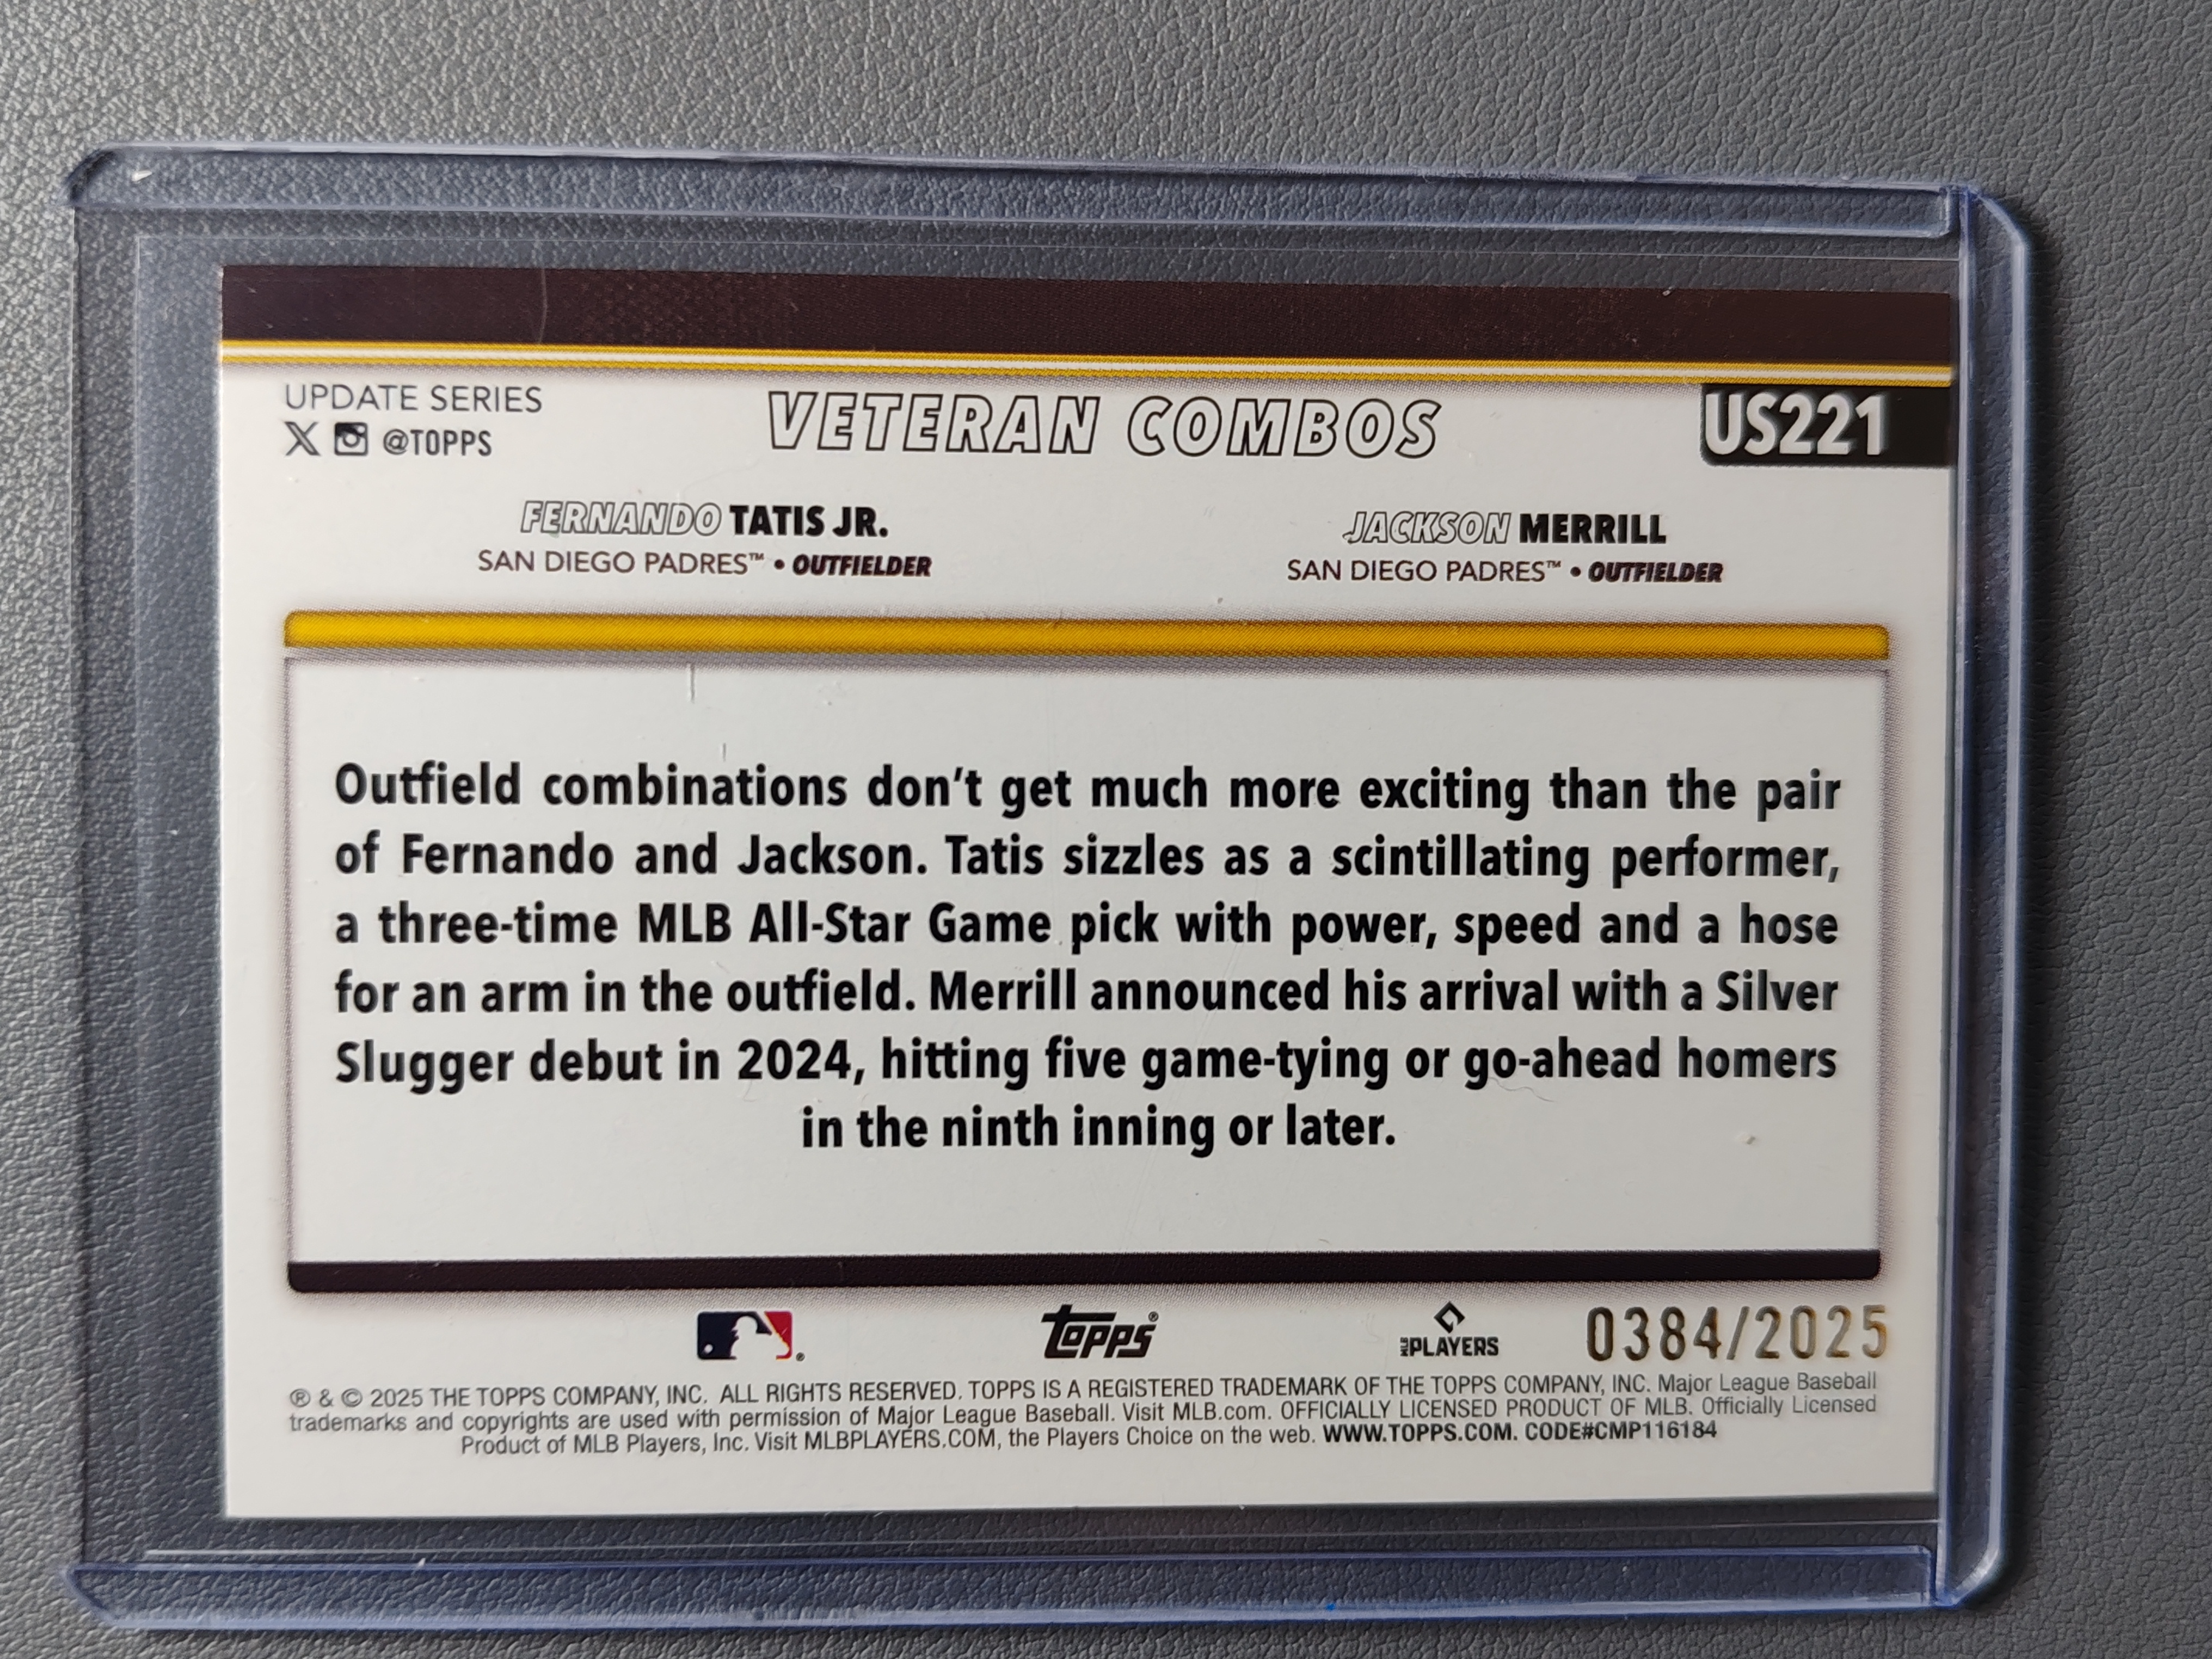 UPDATE SERIES
X @TOPPS
VETERAN COMBOS
US221
FERNANDO TATIS JR.
SAN DIEGO PADRES™ • OUTFIELDER
JACKSON MERRILL
SAN DIEGO PADRES™ • OUTFIELDER
Outfield combinations don't get much more exciting than the pair
of Fernando and Jackson. Tatis sizzles as a scintillating performer,
a three-time MLB All-Star Game pick with power, speed and a hose
for an arm in the outfield. Merrill announced his arrival with a Silver
Slugger debut in 2024, hitting five game-tying or go-ahead homers
in the ninth inning or later.
Topps®
MLB PLAYERS
0384/2025
® & © 2025 THE TOPPS COMPANY, INC. ALL RIGHTS RESERVED. TOPPS IS A REGISTERED TRADEMARK OF THE TOPPS COMPANY, INC. Major League Baseball
trademarks and copyrights are used with permission of Major League Baseball. Visit MLB.com. OFFICIALLY LICENSED PRODUCT OF MLB. Officially Licensed
Product of MLB Players, Inc. Visit MLBPLAYERS.COM, the Players Choice on the web. WWW.TOPPS.COM. CODE#CMP116184